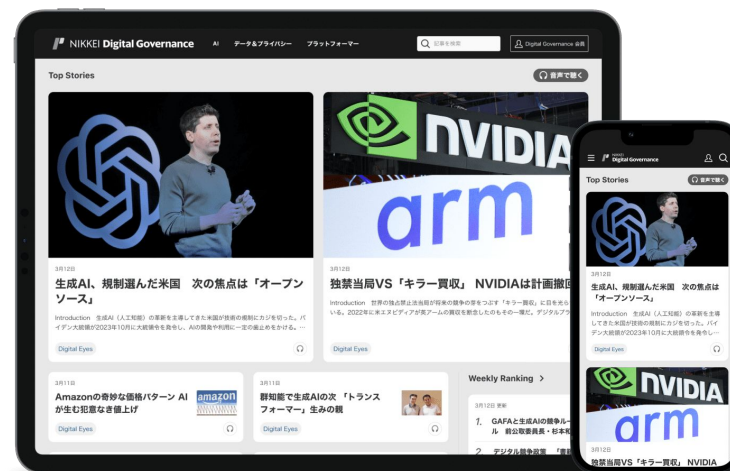 NIKKEI Digital Governance
AI
データ&プライバシー
プラットフォーマー
記事を検索
Digital Governance 会員
Top Stories
音声で聴く
NVIDIA
arm
3月12日
生成AI、規制選んだ米国 次の焦点は「オープン
ソース」
Introduction 生成AI(人工知能)の革新を主導してきた米国が技術の規制にカジを切った。バ
イデン大統領が2023年10月に大統領令を発令し、AIの開発や利用に一定の歯止めをかける。…
Digital Eyes
3月12日
独禁当局VS「キラー買収」 NVIDIAは計画撤回
Introduction 世界の独占禁止法当局が将来の競争の芽をつぶす「キラー買収」に目を光ら
いる。2022年に米エヌビディアが英アームの買収を断念したのもその一環だ。デジタルプラ
Digital Eyes
3月11日
Amazonの奇妙な価格パターン AI
が生む犯意なき値上げ
amazon
Digital Eyes
3月11日
群知能で生成AIの次 「トランス
フォーマー」生みの親
Digital Eyes
Weekly Ranking
3月12日 更新
1. GAFAと生成AIの競争ルー
ル 前公取委員長・杉本和
2. デジタル競争政策
NIKKEI
Digital Governance
Top Stories
音声で聴く
3月12日
生成AI、規制選んだ米国 次の焦点は
「オープンソース」
Introduction 生成AI(人工知能)の革新を主導
してきた米国が技術の規制にカジを切った。バイ
デン大統領が2023年10月に大統領令を発令し…
Digital Eyes
NVIDIA
arm
3月12日
独禁当局VS「キラー買収」 NVIDIA